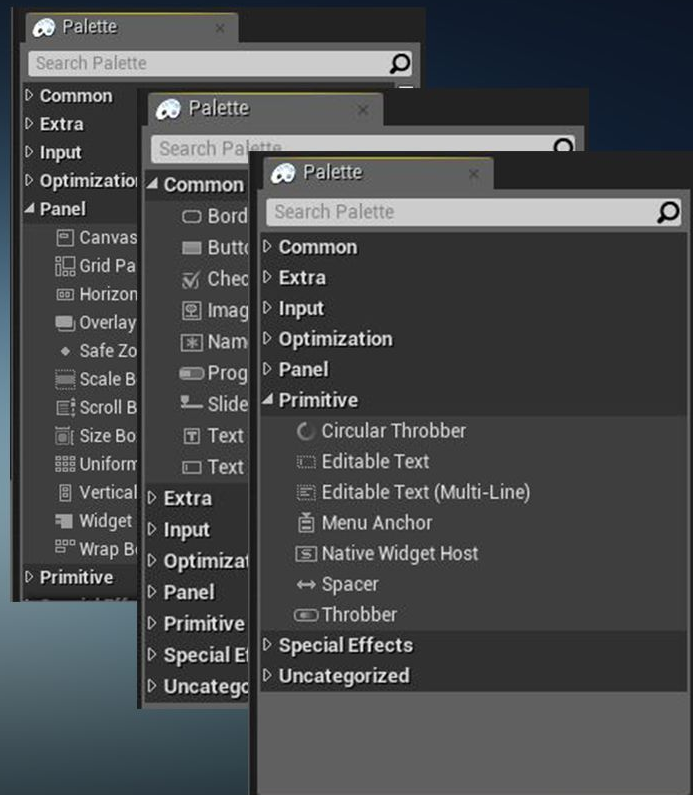 Palette
Search Palette
Common
Extra
Input
Optimizatio
Panel
Canvas
Grid Pa
Horizon
Overlay
Safe Zo
Scale B
Scroll B
Size Bo
Uniform
Vertical
Widget
Wrap B
Primitive
Palette
Search Palette
Common
Bord
Butt
Chec
Imag
Nam
Prog
Slide
Text
Text
Extra
Input
Optimizat
Panel
Primitive
Special E
Uncatego
Palette
Search Palette
Common
Extra
Input
Optimization
Panel
Primitive
Circular Throbber
Editable Text
Editable Text (Multi-Line)
Menu Anchor
Native Widget Host
Spacer
Throbber
Special Effects
Uncategorized